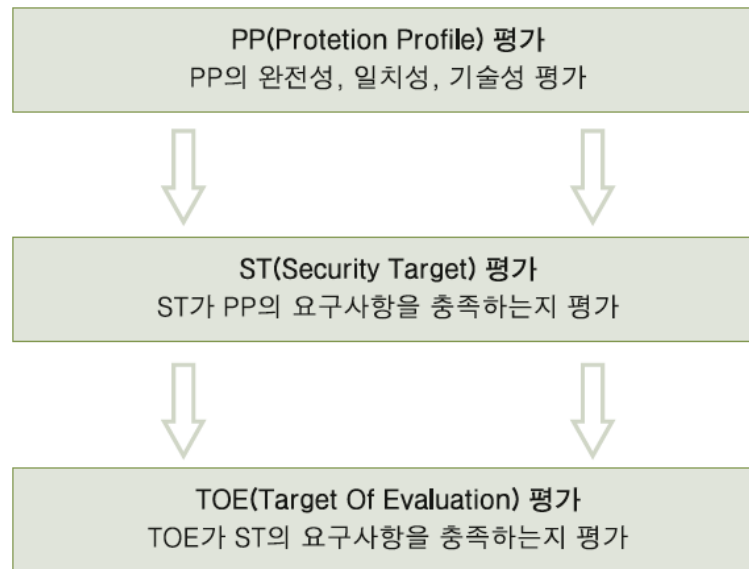 PP(Protetion Profile) 평가
PP의 완전성, 일치성, 기술성 평가
ST(Security Target) 평가
ST가 PP의 요구사항을 충족하는지 평가
TOE(Target Of Evaluation) 평가
TOE가 ST의 요구사항을 충족하는지 평가